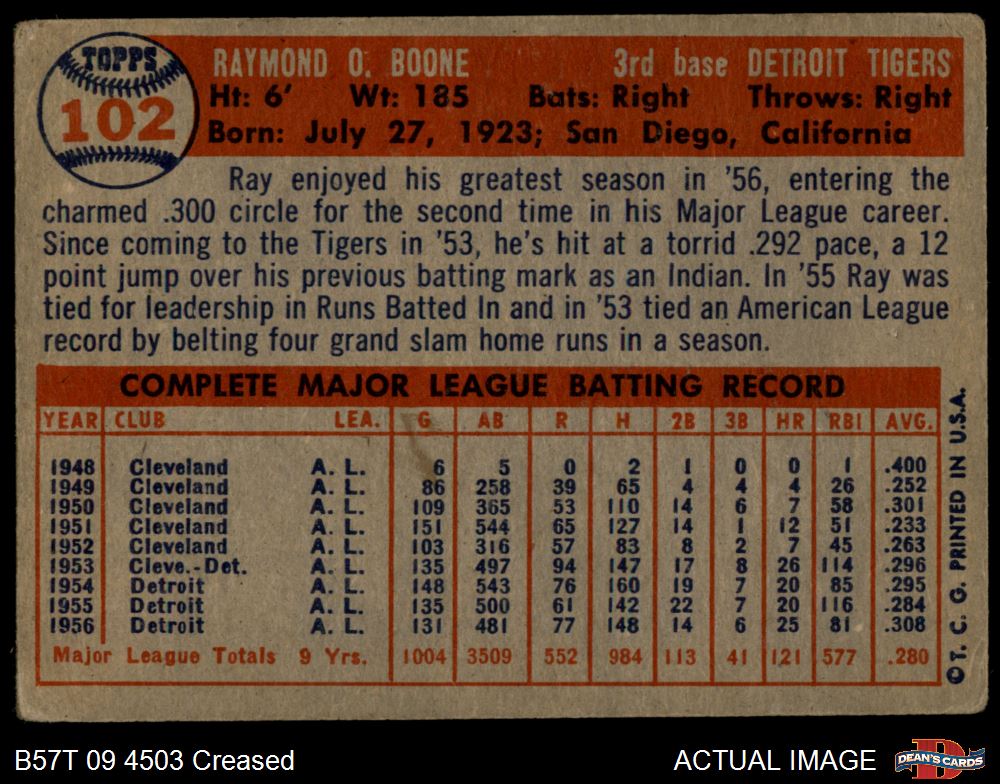 TOPPS
102
RAYMOND O. BOONE 3rd base DETROIT TIGERS
Ht: 6' Wt: 185 Bats: Right Throws: Right
Born: July 27, 1923; San Diego, California
Ray enjoyed his greatest season in '56, entering the
charmed .300 circle for the second time in his Major League career.
Since coming to the Tigers in '53, he's hit at a torrid .292 pace, a 12
point jump over his previous batting mark as an Indian. In '55 Ray was
tied for leadership in Runs Batted In and in '53 tied an American League
record by belting four grand slam home runs in a season.
COMPLETE MAJOR LEAGUE BATTING RECORD
YEAR CLUB LEA. G AB R H 2B 3B HR RBI AVG.
1948 Cleveland A. L. 6 5 0 2 1 0 0 1 .400
1949 Cleveland A. L. 86 258 39 65 4 4 4 26 .252
1950 Cleveland A. L. 109 365 53 110 14 6 7 58 .301
1951 Cleveland A. L. 151 544 65 127 14 1 12 51 .233
1952 Cleveland A. L. 103 316 57 83 8 2 7 45 .263
1953 Cleve.-Det. A. L. 135 497 94 147 17 8 26 114 .296
1954 Detroit A. L. 148 543 76 160 19 7 20 85 .295
1955 Detroit A. L. 135 500 61 142 22 7 20 116 .284
1956 Detroit A. L. 131 481 77 148 14 6 25 81 .308
Major League Totals 9 Yrs. 1004 3509 552 984 113 41 121 577 .280
© T. C. G. PRINTED IN U.S.A.
B57T 09 4503 Creased
ACTUAL IMAGE
DEAN'S CARDS